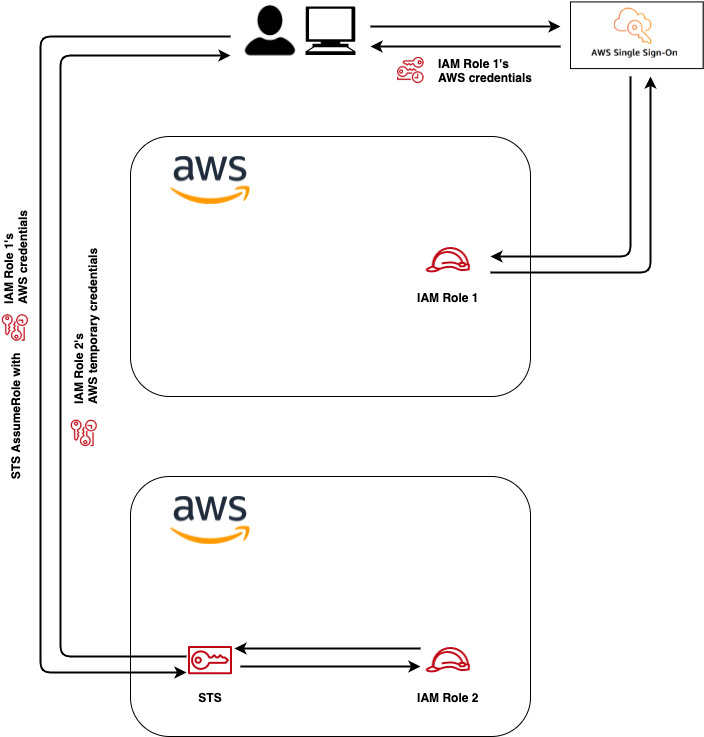 AWS Single Sign-On
IAM Role 1's
AWS credentials
aws
IAM Role 1
STS AssumeRole with
IAM Role 1's
AWS credentials
IAM Role 2's
AWS temporary credentials
aws
STS
IAM Role 2